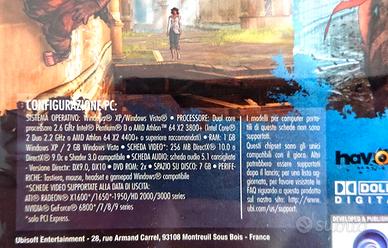 CONFIGURAZIONE PC:
SISTEMA OPERATIVO: Windows® XP/Windows Vista® • PROCESSORE: Dual core
processore 2.6 GHz Intel® Pentium® D o AMD Athlon™ 64 X2 3800+ (Intel Core®
2 Duo 2.2 GHz o AMD Athlon 64 X2 4400+ o superiore raccomandati) • RAM: 1 GB
Windows XP / 2 GB Windows Vista • SCHEDA VIDEO*: 256 MB DirectX® 10.0 o
DirectX® 9.0c o Shader 3.0 compatibile • SCHEDA AUDIO: scheda audio 5.1 consigliata
• Versione DirectX: DX9.0, DX10 • DVD-ROM: 2x • SPAZIO SU DISCO: 7 GB • PERIFE-
RICHE: Tastiere, mouse, headset e gamepad Windows® compatibile
*SCHEDE VIDEO SUPPORTATE ALLA DATA DI USCITA:
ATI® RADEON® X1600*/1650*-1950/HD 2000/3000 series
NVIDIA® GeForce® 6800*/7/8/9 series
*solo PCI Express.
I modelli per computer porta-
tili di queste schede non sono
supportati.
Questi chipset sono gli unici
compatibili con il gioco. Altri
possono essere supportati
dopo il lancio; per una lista ag-
giornata, per favore visitate le
FAQ riguardo a questo prodotto
sul nostro sito: http://www.
ubi.com/support.
Ubisoft Entertainment - 28, rue Armand Carrel, 93108 Montreuil Sous Bois - France
havok
DOLBY
DIGITAL
DEVELOPED & PUBLISHED
subito